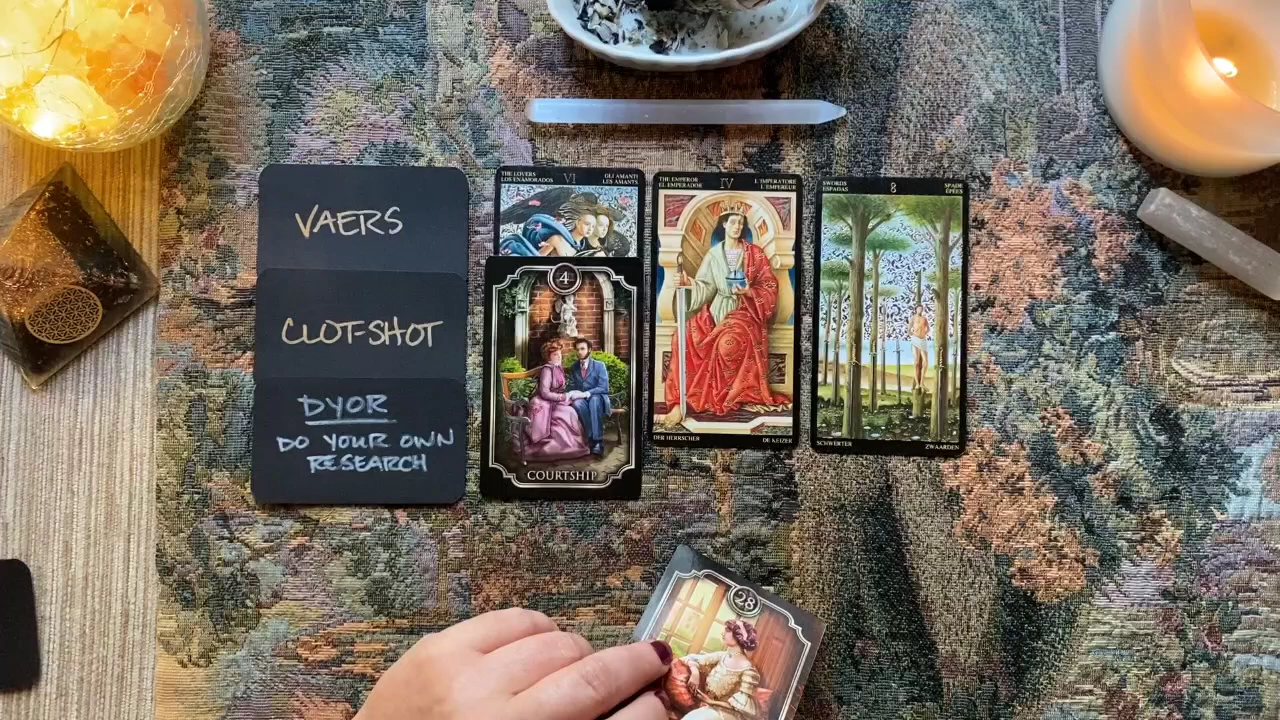 VAERS
CLOT-SHOT
DYOR
DO YOUR OWN
RESEARCH
THE LOVERS
LOS ENAMORADOS
VI
GLI AMANTI
LES AMANTS
4
COURTSHIP
THE EMPEROR
EL EMPERADOR
IV
L'IMPERATORE
L'EMPEREUR
DER HERRSCHER
DE KEIZER
SWORDS
ESPADAS
8
SPADE
ÉPÉES
SCHWERTER
ZWAARDEN
28